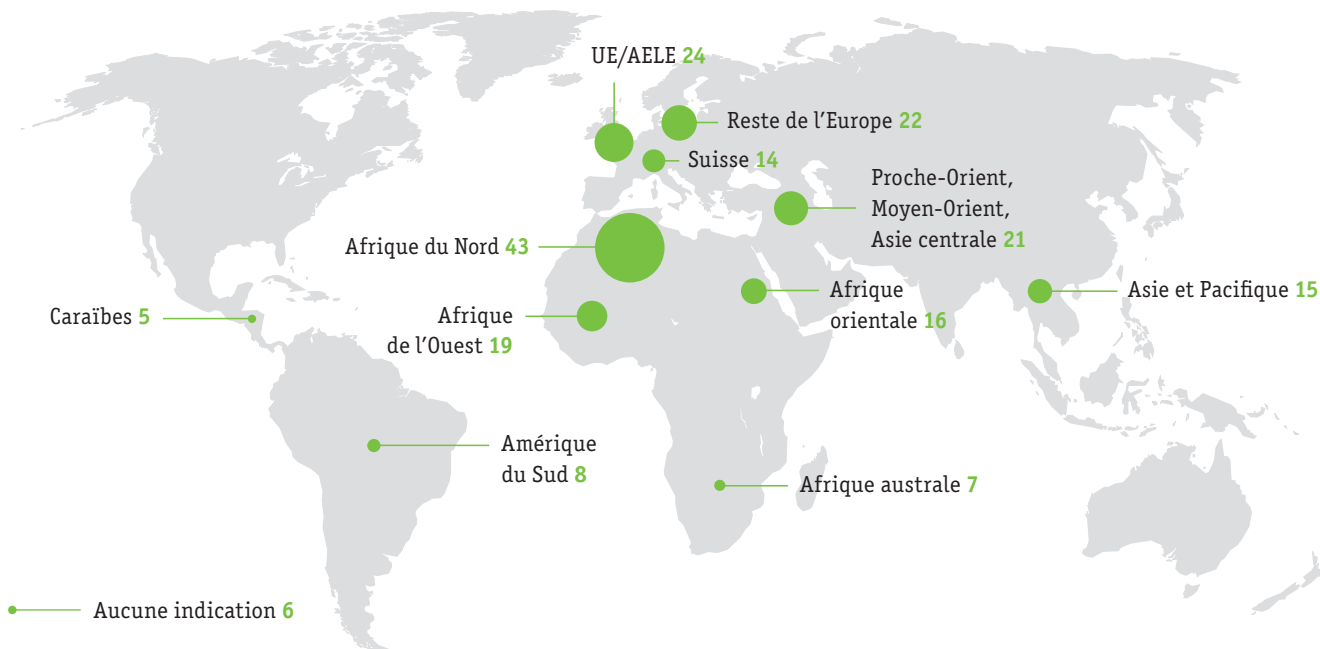 UE/AELE 24
Reste de l’Europe 22
Suisse 14
Proche-Orient,
Moyen-Orient,
Asie centrale 21
Afrique du Nord 43
Afrique
orientale 16
Asie et Pacifique 15
Caraïbes 5
Afrique
de l’Ouest 19
Amérique
du Sud 8
Afrique australe 7
Aucune indication 6